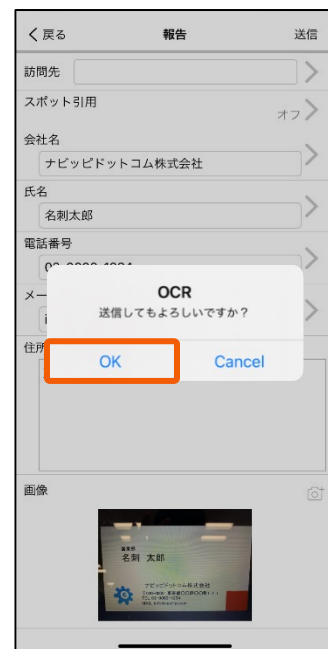 戻る 報告 送信
訪問先
スポット引用
オフ
会社名
ナビッピドットコム株式会社
氏名
名刺太郎
電話番号
OCR
送信してもよろしいですか？
OK Cancel
住所
画像
営業部
名刺 太郎
ナビッピドットコム株式会社